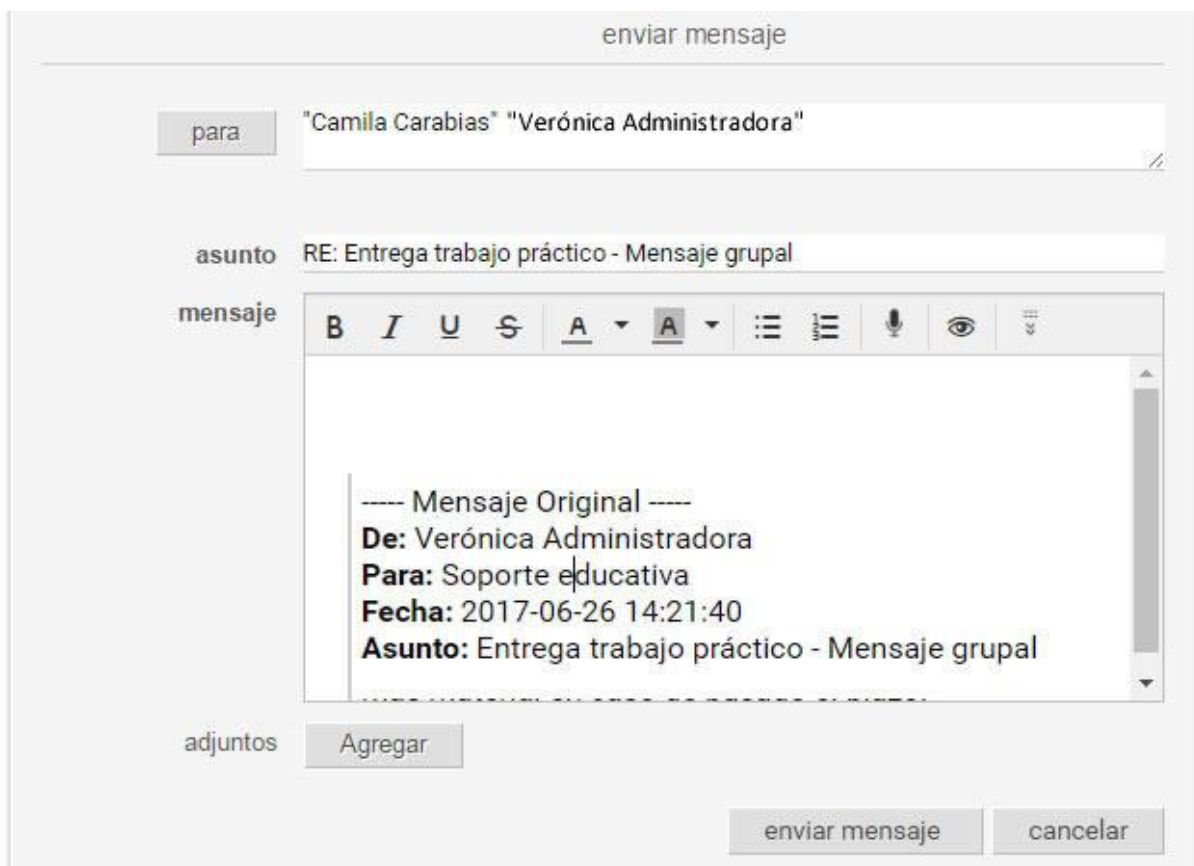 enviar mensaje
para
"Camila Carabias" "Verónica Administradora"
asunto
RE: Entrega trabajo práctico - Mensaje grupal
mensaje
B I U S A A
----- Mensaje Original -----
De: Verónica Administradora
Para: Soporte educativa
Fecha: 2017-06-26 14:21:40
Asunto: Entrega trabajo práctico - Mensaje grupal
adjuntos
Agregar
enviar mensaje
cancelar